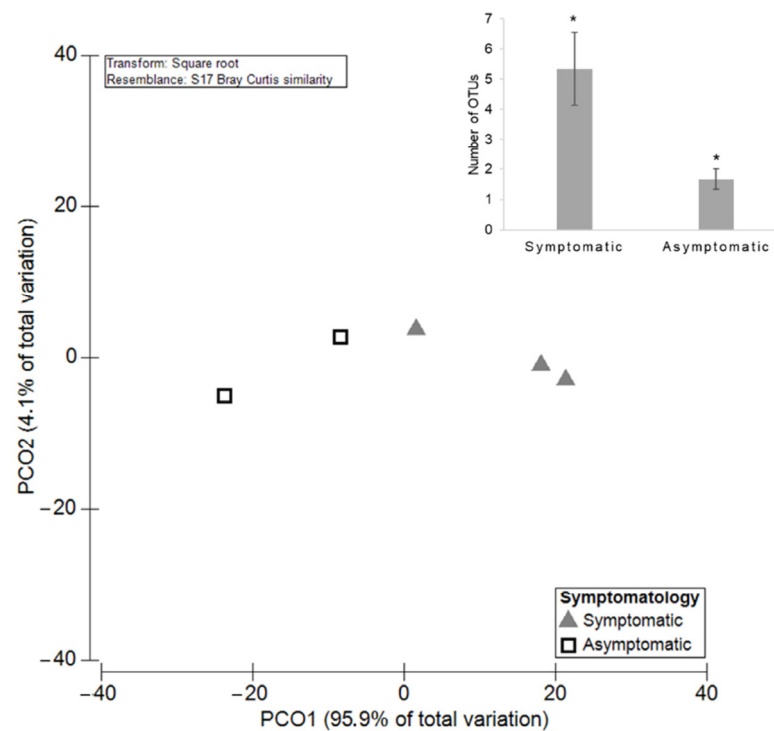 Transform: Square root
Resemblance: S17 Bray Curtis similarity
40
20
0
−20
−40
PCO2 (4.1% of total variation)
−40
−20
0
20
40
PCO1 (95.9% of total variation)
7
6
5
4
3
2
1
0
Number of OTUs
*
*
Symptomatic
Asymptomatic
Symptomatology
Symptomatic
Asymptomatic